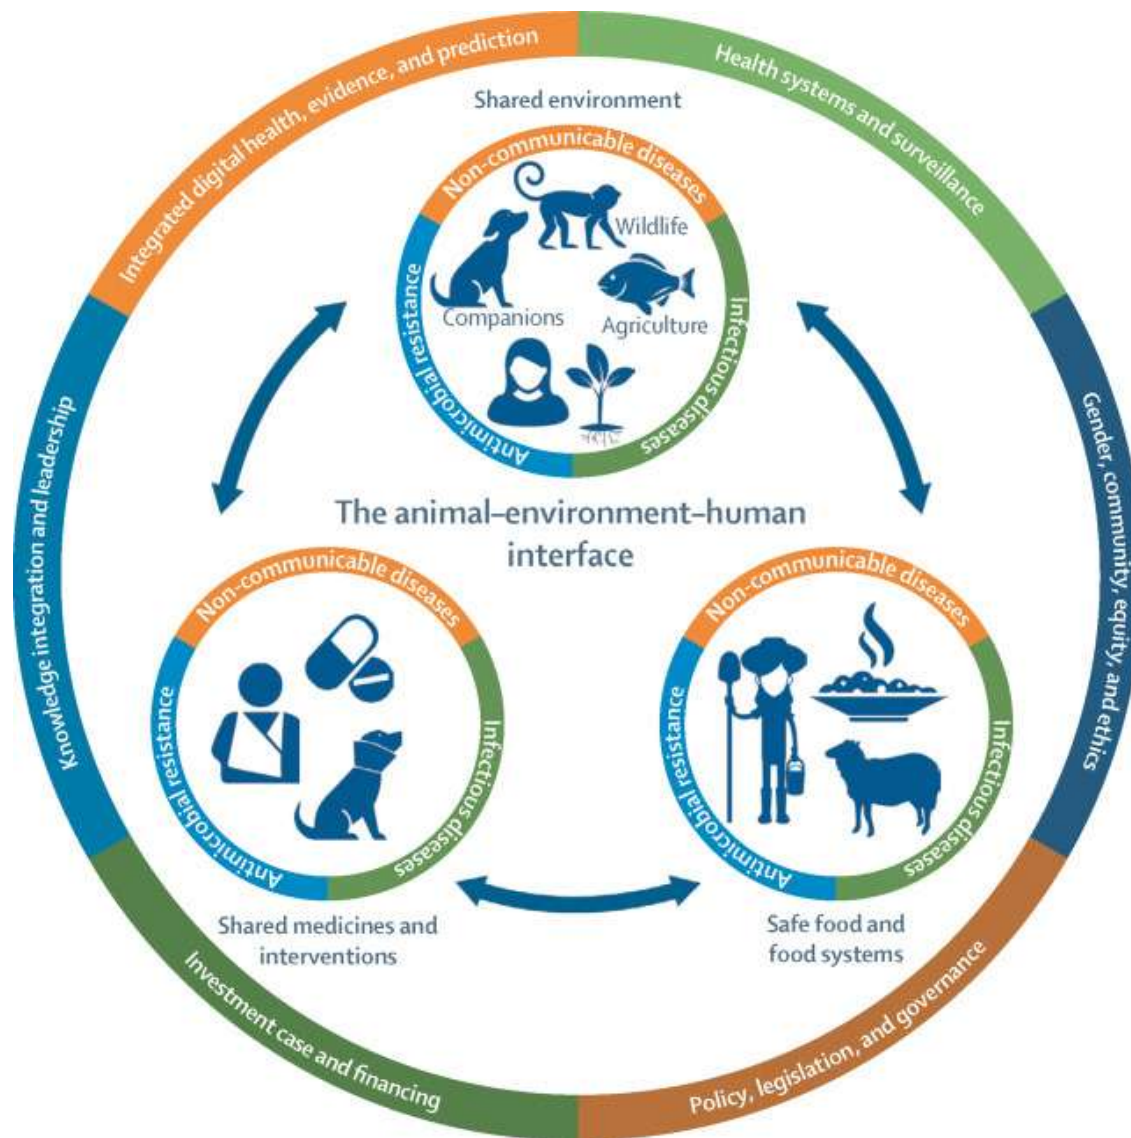 Integrated digital health, evidence, and prediction
Health systems and surveillance
Shared environment
Non-communicable diseases
Wildlife
Companions
Agriculture
Antimicrobial resistance
Infectious diseases
Knowledge integration and leadership
Gender, community, equity, and ethics
The animal–environment–human
interface
Non-communicable diseases
Antimicrobial resistance
Infectious diseases
Shared medicines and
interventions
Non-communicable diseases
Antimicrobial resistance
Infectious diseases
Safe food and
food systems
Investment case and financing
Policy, legislation, and governance